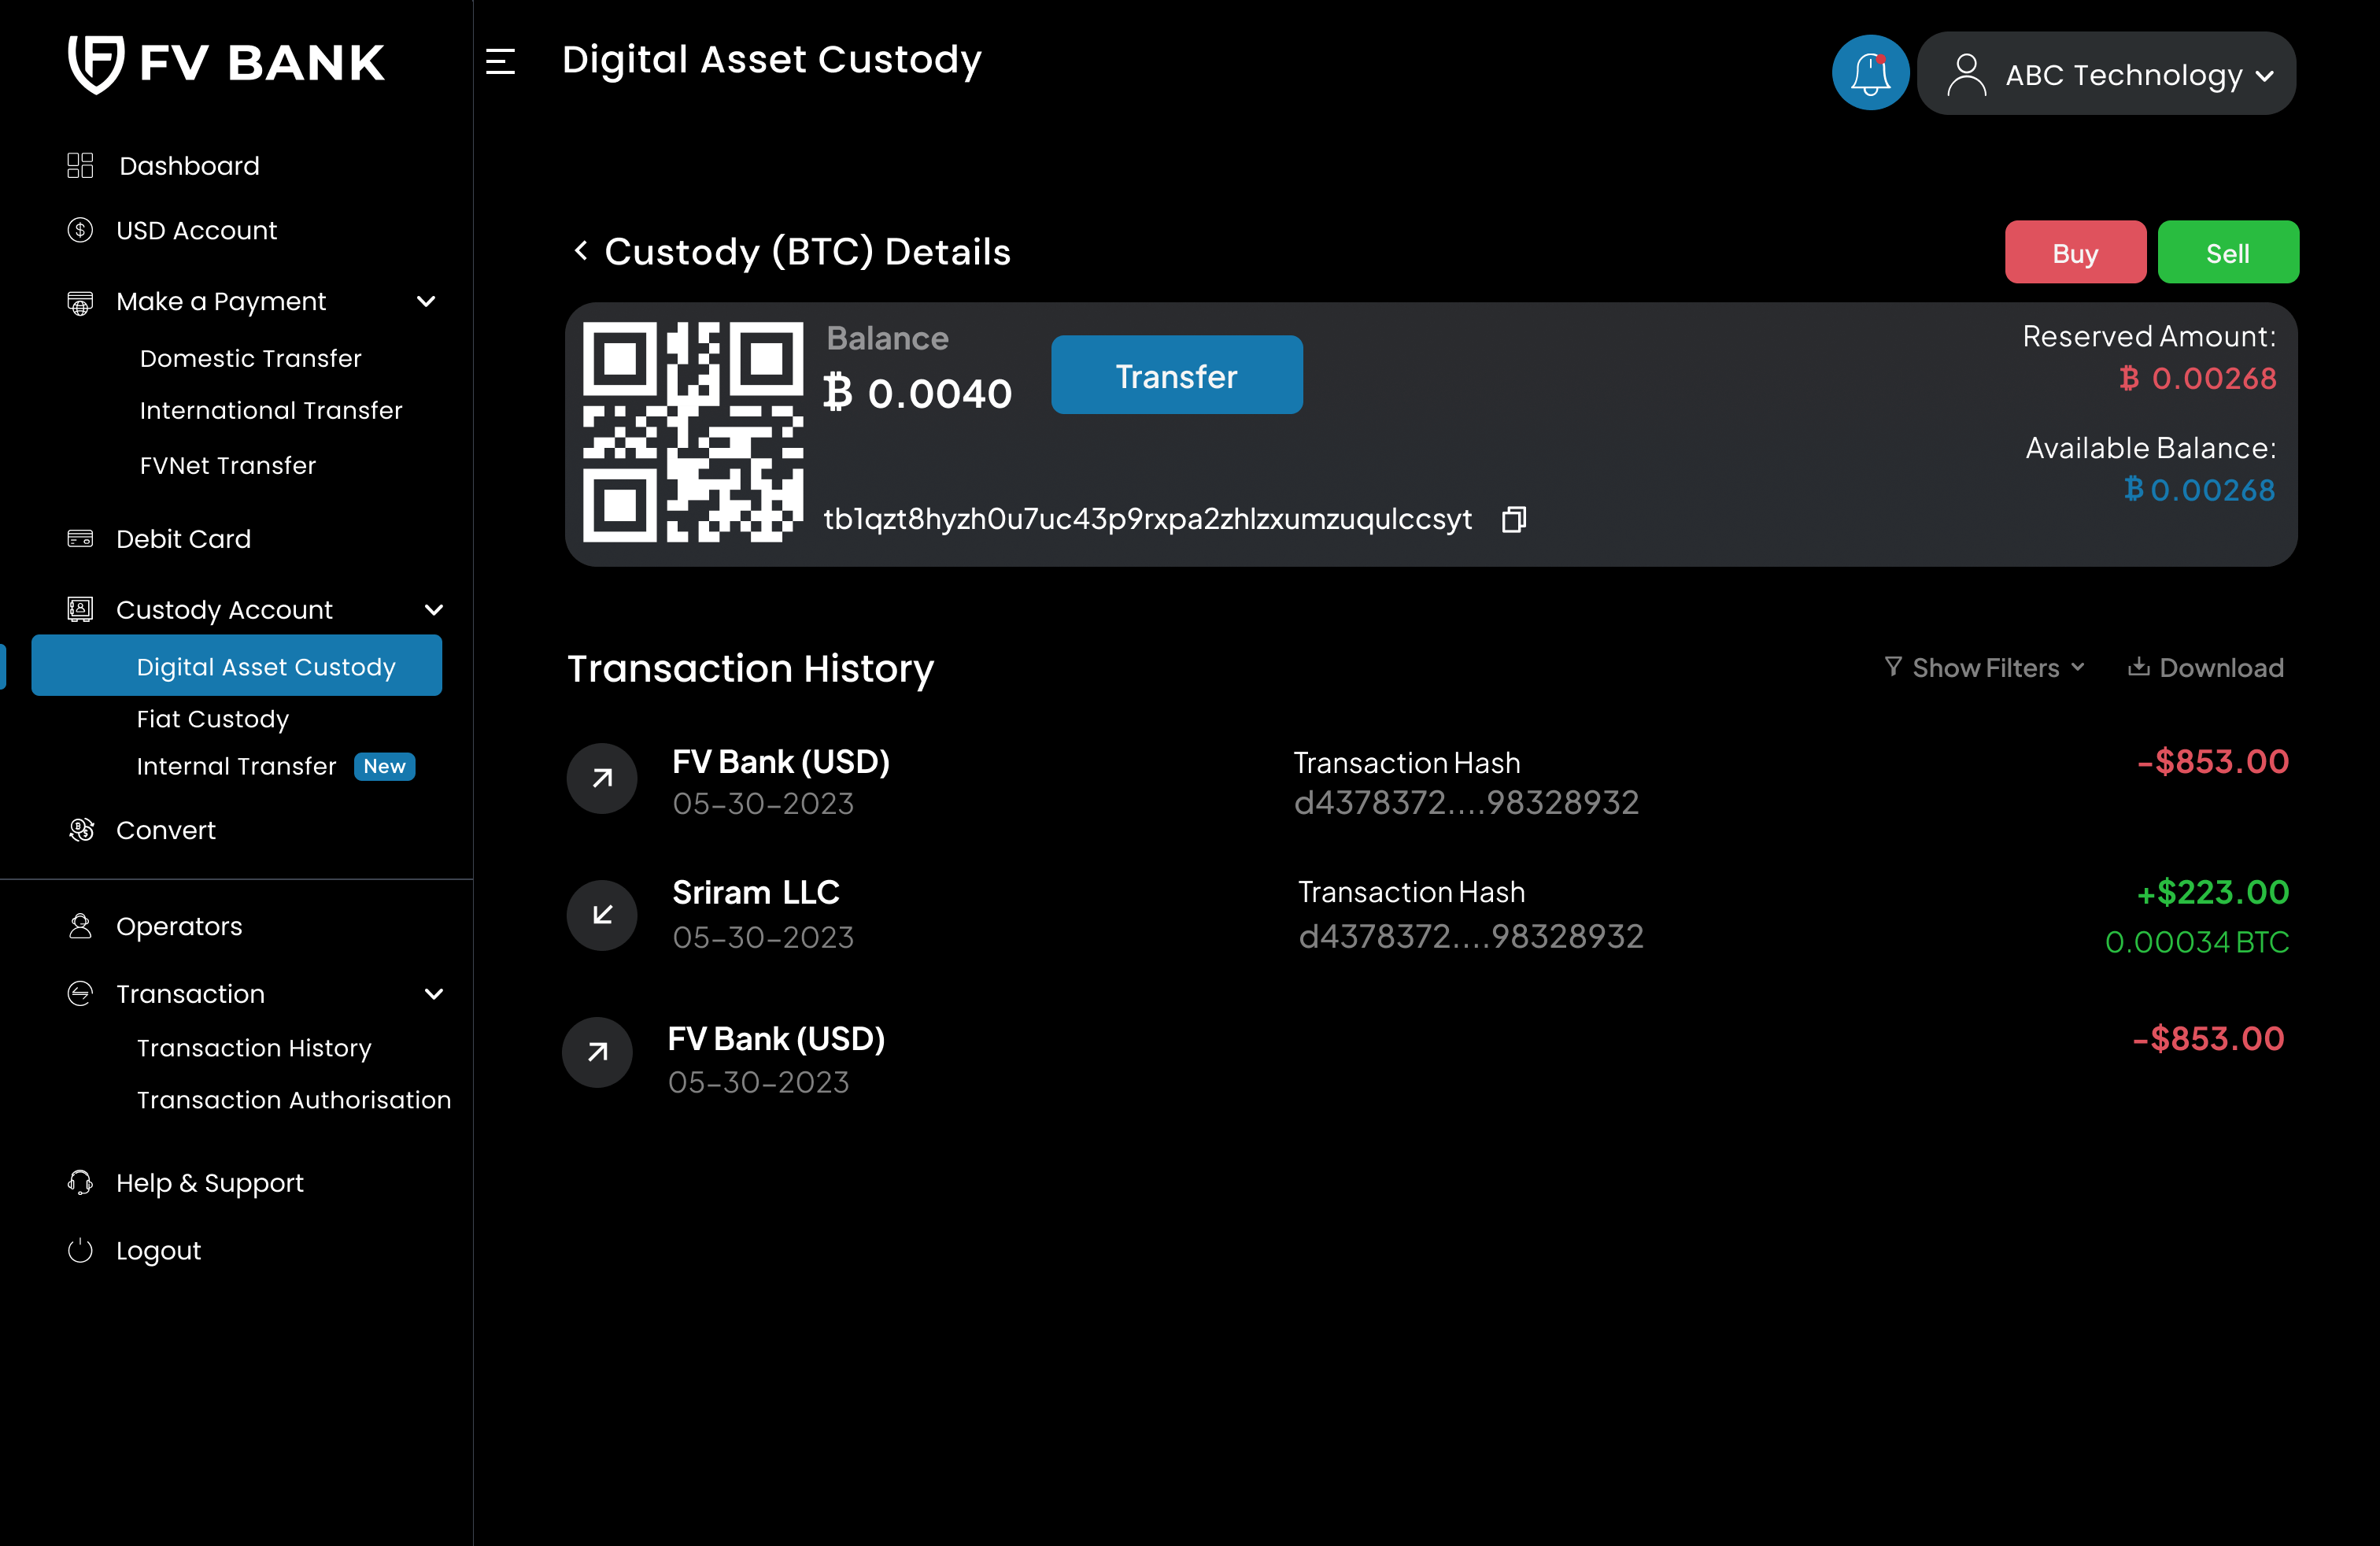 FV BANK
Dashboard
USD Account
Make a Payment
Domestic Transfer
International Transfer
FVNet Transfer
Debit Card
Custody Account
Digital Asset Custody
Fiat Custody
Internal Transfer New
Convert
Operators
Transaction
Transaction History
Transaction Authorisation
Help & Support
Logout
Digital Asset Custody
ABC Technology
Custody (BTC) Details
Buy
Sell
Balance
₿ 0.0040
Transfer
tb1qzt8hyzh0u7uc43p9rxpa2zhlzxumzuqulccsyt
Reserved Amount:
₿ 0.00268
Available Balance:
₿ 0.00268
Transaction History
Show Filters
Download
FV Bank (USD)
05-30-2023
Transaction Hash
d4378372....98328932
-$853.00
Sriram LLC
05-30-2023
Transaction Hash
d4378372....98328932
+$223.00
0.00034 BTC
FV Bank (USD)
05-30-2023
-$853.00